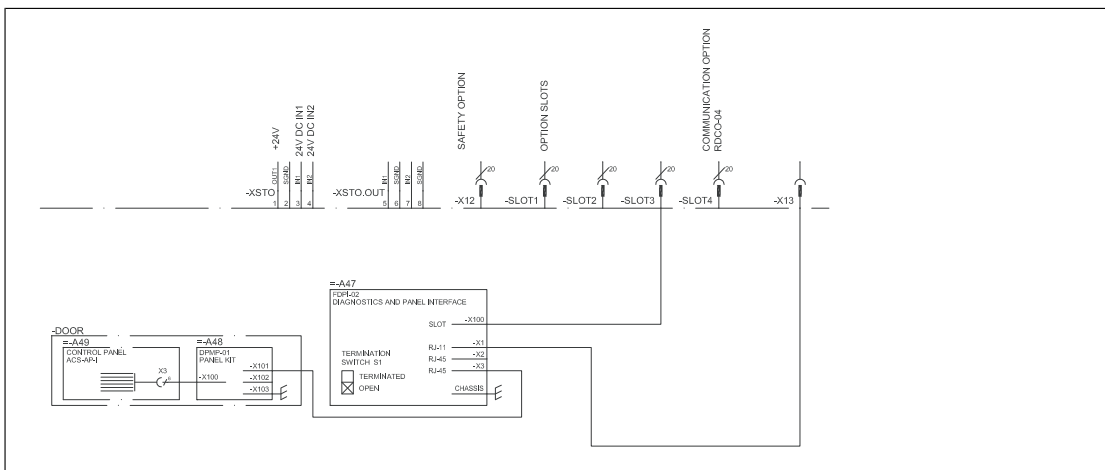 SAFETY OPTION
OPTION SLOTS
COMMUNICATION OPTION
RDCO-04
+24V
24V DC IN1
24V DC IN2
OUT1
SGND
IN1
IN2
IN1
SGND
IN2
SGND
20
20
20
20
20
-XSTO
1
2
3
4
-XSTO.OUT
5
6
7
8
-X12
-SLOT1
-SLOT2
-SLOT3
-SLOT4
-X13
=-A47
FDPI-02
DIAGNOSTICS AND PANEL INTERFACE
SLOT
-X100
RJ-11
-X1
RJ-45
-X2
RJ-45
-X3
CHASSIS
TERMINATION
SWITCH S1
TERMINATED
OPEN
-DOOR
=-A49
CONTROL PANEL
ACS-AP-I
X3
=-A48
DPMP-01
PANEL KIT
-X100
-X101
-X102
-X103